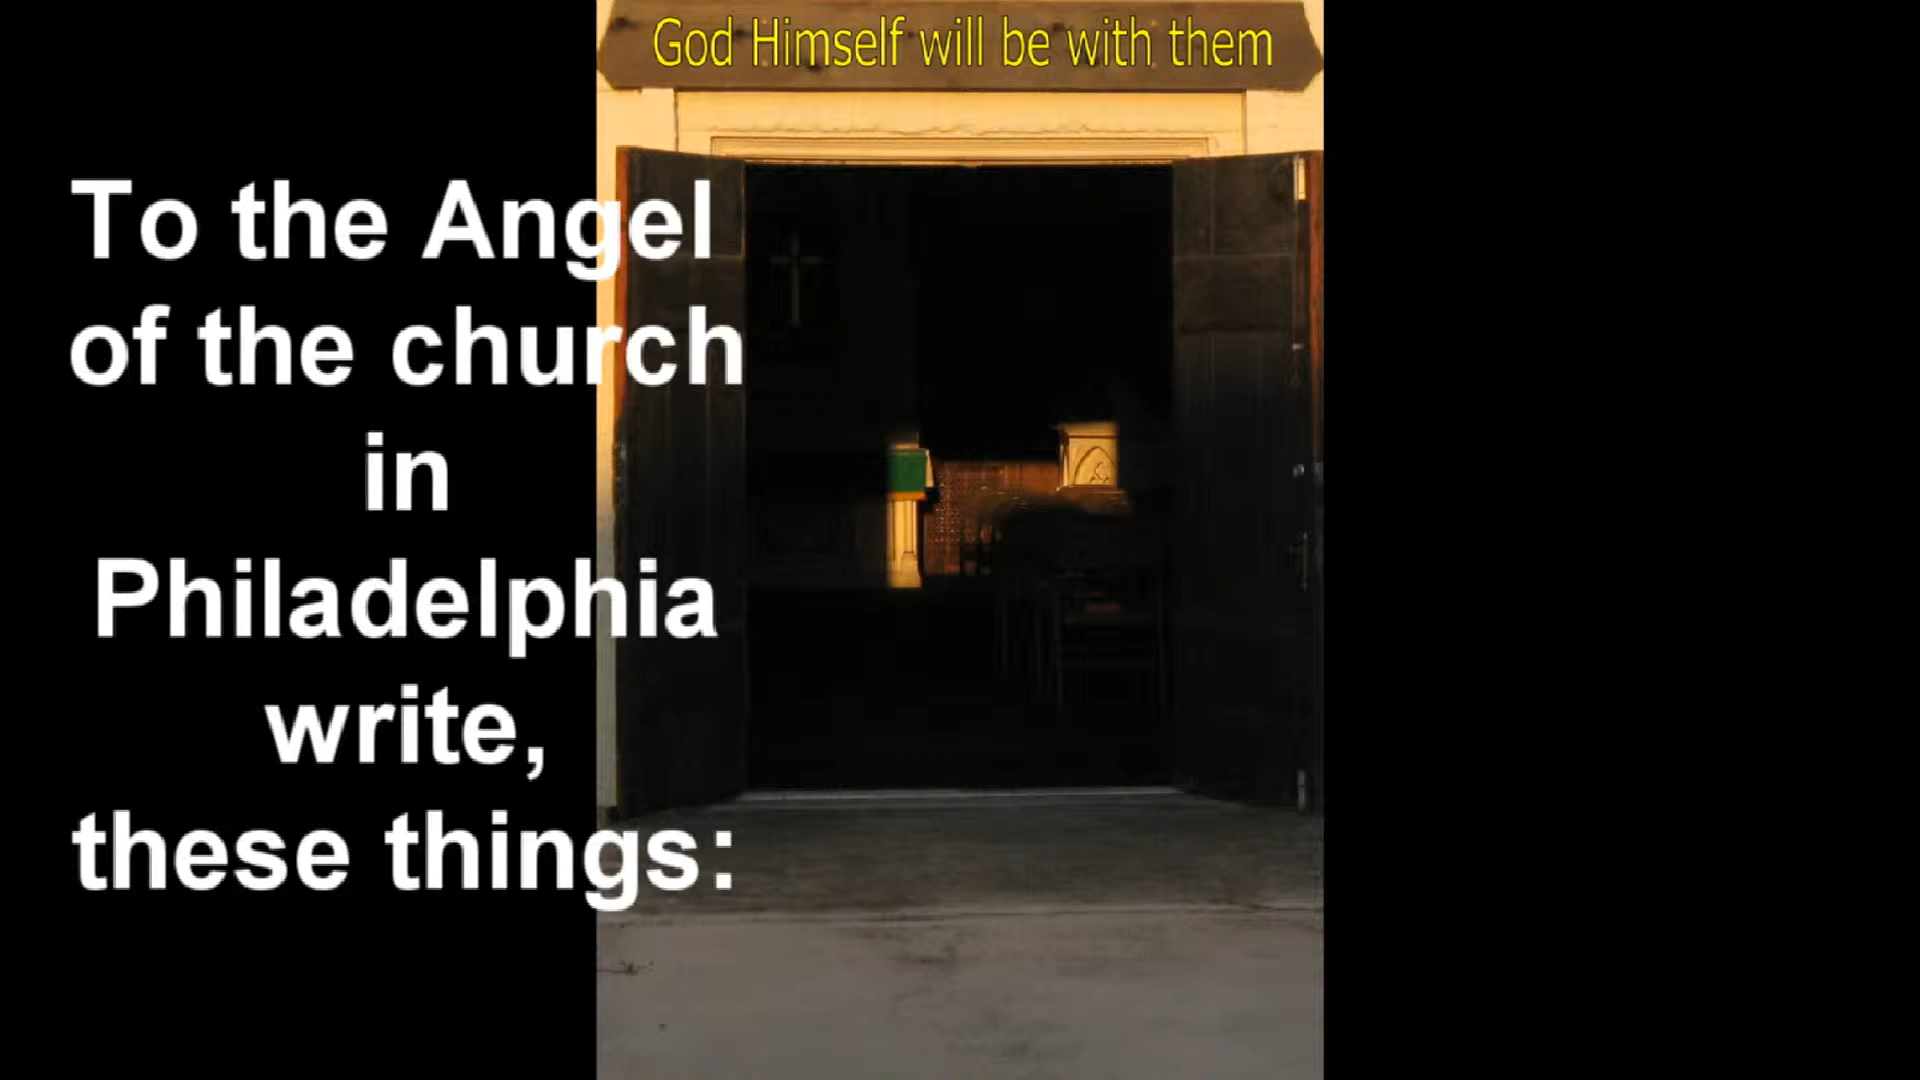 God Himself will be with them
To the Angel
of the church
in
Philadelphia
write,
these things: